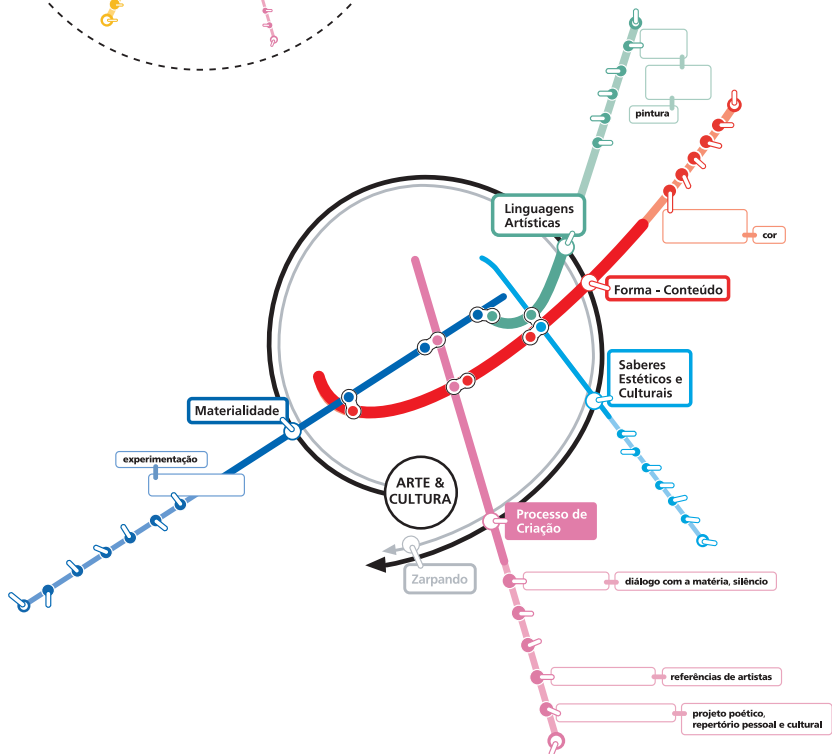 pintura
Linguagens
Artísticas
cor
Forma - Conteúdo
Saberes
Estéticos e
Culturais
Materialidade
experimentação
ARTE &
CULTURA
Processo de
Criação
Zarpando
diálogo com a matéria, silêncio
referências de artistas
projeto poético,
repertório pessoal e cultural